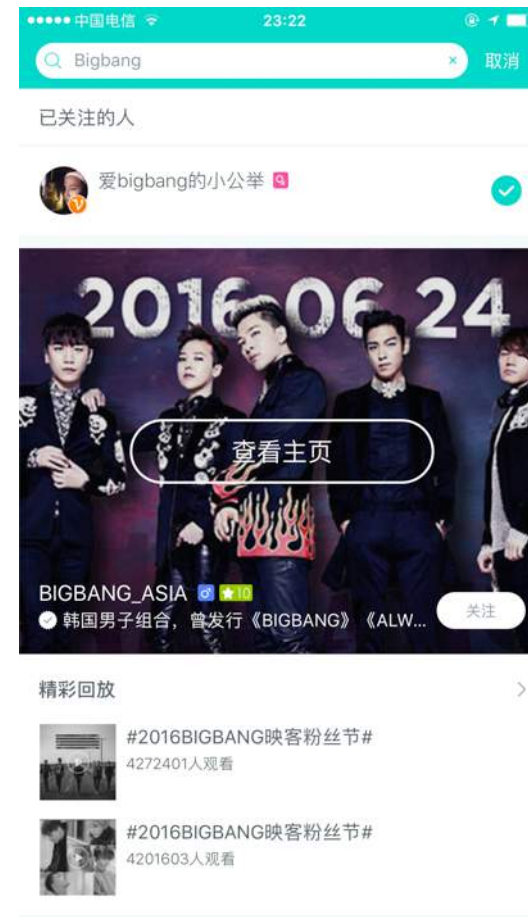 中国电信 23:22
Bigbang 取消
已关注的人
爱bigbang的小公举
2016 06 24
查看主页
BIGBANG_ASIA 10
韩国男子组合，曾发行《BIGBANG》《ALW...
关注
精彩回放
#2016BIGBANG映客粉丝节#
4272401人观看
#2016BIGBANG映客粉丝节#
4201603人观看